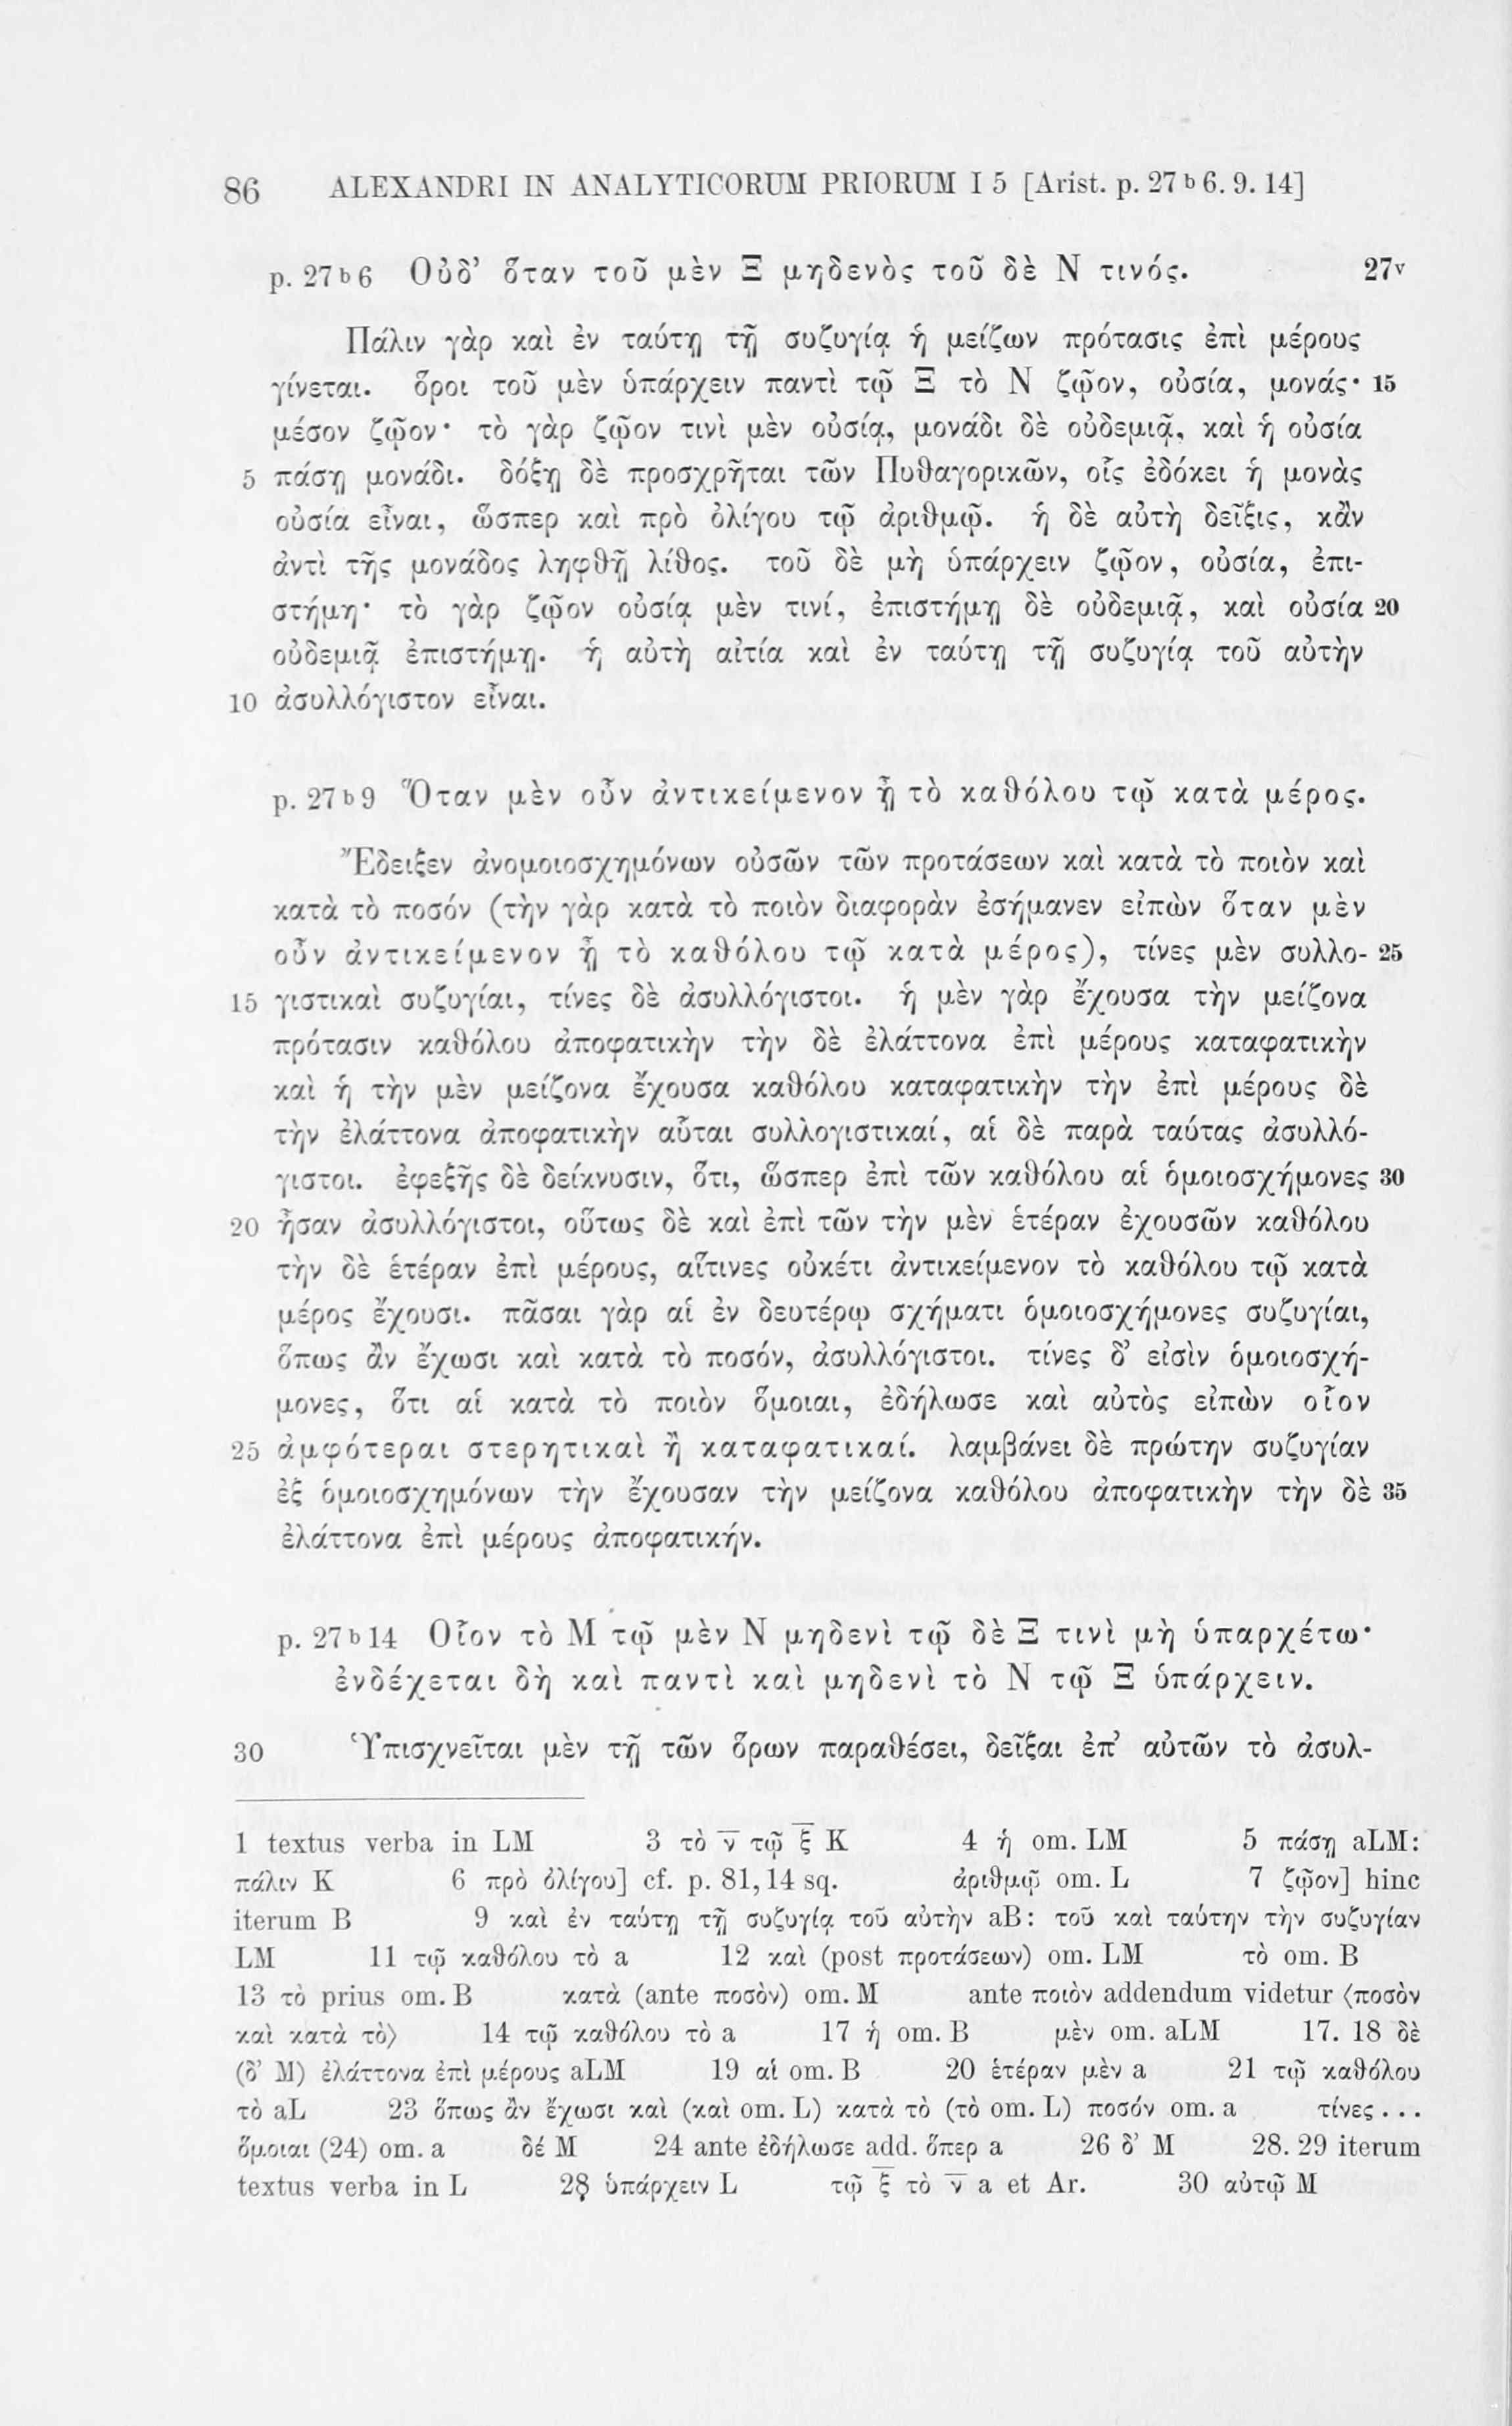 86 ALEXANDRI IN ANALYTICORUM PRIORUM I 5 [Arist. p. 27 b 6. 9. 14]
p. 27 b 6 Οὐδ’ ὅταν τοῦ μὲν Ξ μηδενὸς τοῦ δὲ Ν τινός. 27v
Πάλιν γὰρ καὶ ἐν ταύτῃ τῇ συζυγίᾳ ἡ μείζων πρότασις ἐπὶ μέρους
γίνεται. ὅροι τοῦ μὲν ὑπάρχειν παντὶ τῷ Ξ τὸ Ν ζῷον, οὐσία, μονάς· 15
μέσον ζῷον· τὸ γὰρ ζῷον τινὶ μὲν οὐσίᾳ, μονάδι δὲ οὐδεμιᾷ, καὶ ἡ οὐσία
5 πάσῃ μονάδι. δόξῃ δὲ προσχρῆται τῶν Πυθαγορικῶν, οἷς ἐδόκει ἡ μονὰς
οὐσία εἶναι, ὥσπερ καὶ πρὸ ὀλίγου τῷ ἀριθμῷ. ἡ δὲ αὐτὴ δεῖξις, κἂν
ἀντὶ τῆς μονάδος ληφθῇ λίθος. τοῦ δὲ μὴ ὑπάρχειν ζῷον, οὐσία, ἐπι-
στήμη· τὸ γὰρ ζῷον οὐσίᾳ μὲν τινί, ἐπιστήμῃ δὲ οὐδεμιᾷ, καὶ οὐσία 20
οὐδεμιᾷ ἐπιστήμῃ. ἡ αὐτὴ αἰτία καὶ ἐν ταύτῃ τῇ συζυγίᾳ τοῦ αὐτὴν
10 ἀσυλλόγιστον εἶναι.
p. 27 b 9 Ὅταν μὲν οὖν ἀντικείμενον ᾖ τὸ καθόλου τῷ κατὰ μέρος.
Ἔδειξεν ἀνομοιοσχημόνων οὐσῶν τῶν προτάσεων καὶ κατὰ τὸ ποιὸν καὶ
κατὰ τὸ ποσόν (τὴν γὰρ κατὰ τὸ ποιὸν διαφορὰν ἐσήμανεν εἰπὼν ὅταν μὲν
οὖν ἀντικείμενον ᾖ τὸ καθόλου τῷ κατὰ μέρος), τίνες μὲν συλλο- 25
15 γιστικαὶ συζυγίαι, τίνες δὲ ἀσυλλόγιστοι. ἡ μὲν γὰρ ἔχουσα τὴν μείζονα
πρότασιν καθόλου ἀποφατικὴν τὴν δὲ ἐλάττονα ἐπὶ μέρους καταφατικὴν
καὶ ἡ τὴν μὲν μείζονα ἔχουσα καθόλου καταφατικὴν τὴν ἐπὶ μέρους δὲ
τὴν ἐλάττονα ἀποφατικὴν αὗται συλλογιστικαί, αἱ δὲ παρὰ ταύτας ἀσυλλό-
γιστοι. ἐφεξῆς δὲ δείκνυσιν, ὅτι, ὥσπερ ἐπὶ τῶν καθόλου αἱ ὁμοιοσχήμονες 30
20 ἦσαν ἀσυλλόγιστοι, οὕτως δὲ καὶ ἐπὶ τῶν τὴν μὲν ἑτέραν ἐχουσῶν καθόλου
τὴν δὲ ἑτέραν ἐπὶ μέρους, αἵτινες οὐκέτι ἀντικείμενον τὸ καθόλου τῷ κατὰ
μέρος ἔχουσι. πᾶσαι γὰρ αἱ ἐν δευτέρῳ σχήματι ὁμοιοσχήμονες συζυγίαι,
ὅπως ἂν ἔχωσι καὶ κατὰ τὸ ποσόν, ἀσυλλόγιστοι. τίνες δ’ εἰσὶν ὁμοιοσχή-
μονες, ὅτι αἱ κατὰ τὸ ποιὸν ὅμοιαι, ἐδήλωσε καὶ αὐτὸς εἰπὼν οἷον
25 ἀμφότεραι στερητικαὶ ἢ καταφατικαί. λαμβάνει δὲ πρώτην συζυγίαν
ἐξ ὁμοιοσχημόνων τὴν ἔχουσαν τὴν μείζονα καθόλου ἀποφατικὴν τὴν δὲ 35
ἐλάττονα ἐπὶ μέρους ἀποφατικήν.
p. 27 b 14 Οἷον τὸ Μ τῷ μὲν Ν μηδενὶ τῷ δὲ Ξ τινὶ μὴ ὑπαρχέτω·
ἐνδέχεται δὴ καὶ παντὶ καὶ μηδενὶ τὸ Ν τῷ Ξ ὑπάρχειν.
30 Ὑπισχνεῖται μὲν τῇ τῶν ὅρων παραθέσει, δεῖξαι ἐπ’ αὐτῶν τὸ ἀσυλ-
1 textus verba in LM 3 τὸ ν̅ τῷ ξ̅ K 4 ἡ om. LM 5 πάσῃ aLM:
πάλιν K 6 πρὸ ὀλίγου] cf. p. 81,14 sq. ἀριθμῷ om. L 7 ζῷον] hinc
iterum B 9 καὶ ἐν ταύτῃ τῇ συζυγίᾳ τοῦ αὐτὴν aB: τοῦ καὶ ταύτην τὴν συζυγίαν
LM 11 τῷ καθόλου τὸ a 12 καὶ (post προτάσεων) om. LM τὸ om. B
13 τὸ prius om. B κατὰ (ante ποσὸν) om. M ante ποιὸν addendum videtur ⟨ποσὸν
καὶ κατὰ τὸ⟩ 14 τῷ καθόλου τὸ a 17 ἡ om. B μὲν om. aLM 17. 18 δὲ
(δ’ M) ἐλάττονα ἐπὶ μέρους aLM 19 αἱ om. B 20 ἑτέραν μὲν a 21 τῷ καθόλου
τὸ aL 23 ὅπως ἂν ἔχωσι καὶ (καὶ om. L) κατὰ τὸ (τὸ om. L) ποσόν om. a τίνες . . .
ὅμοιαι (24) om. a δέ M 24 ante ἐδήλωσε add. ὅπερ a 26 δ’ M 28. 29 iterum
textus verba in L 28 ὑπάρχειν L τῷ ξ̅ τὸ ν̅ a et Ar. 30 αὐτῷ M